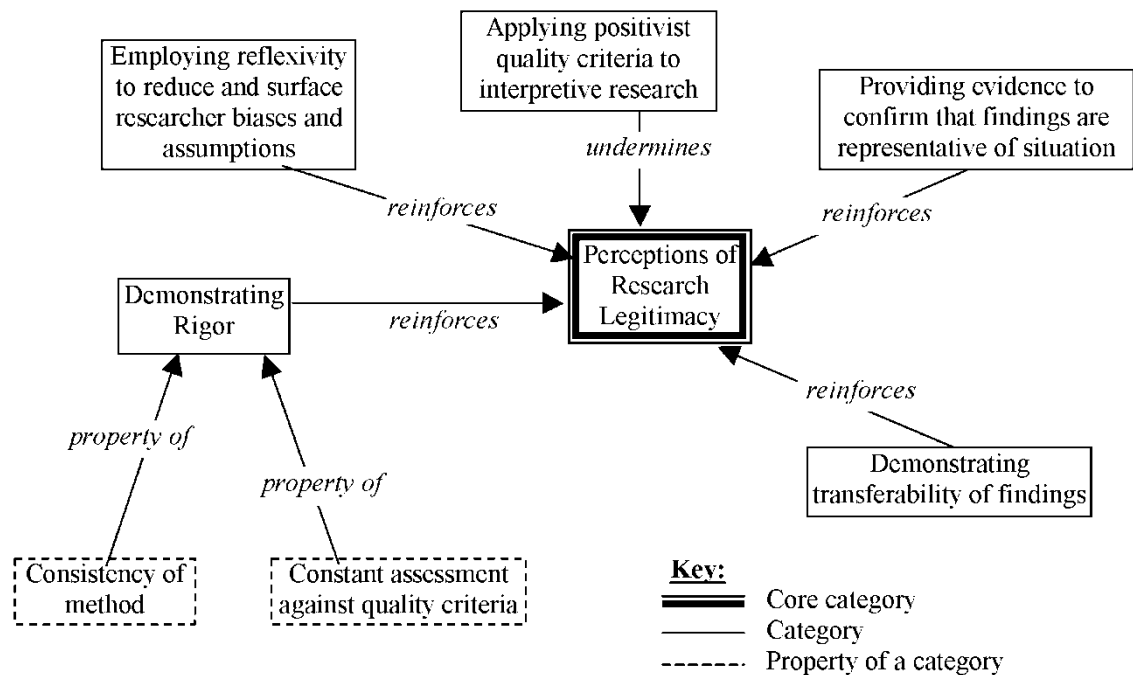 Employing reflexivity
to reduce and surface
researcher biases and
assumptions
Applying positivist
quality criteria to
interpretive research
Providing evidence to
confirm that findings are
representative of situation
undermines
reinforces
reinforces
Perceptions of
Research
Legitimacy
Demonstrating
Rigor
reinforces
reinforces
property of
property of
Demonstrating
transferability of findings
Consistency of
method
Constant assessment
against quality criteria
Key:
Core category
Category
Property of a category